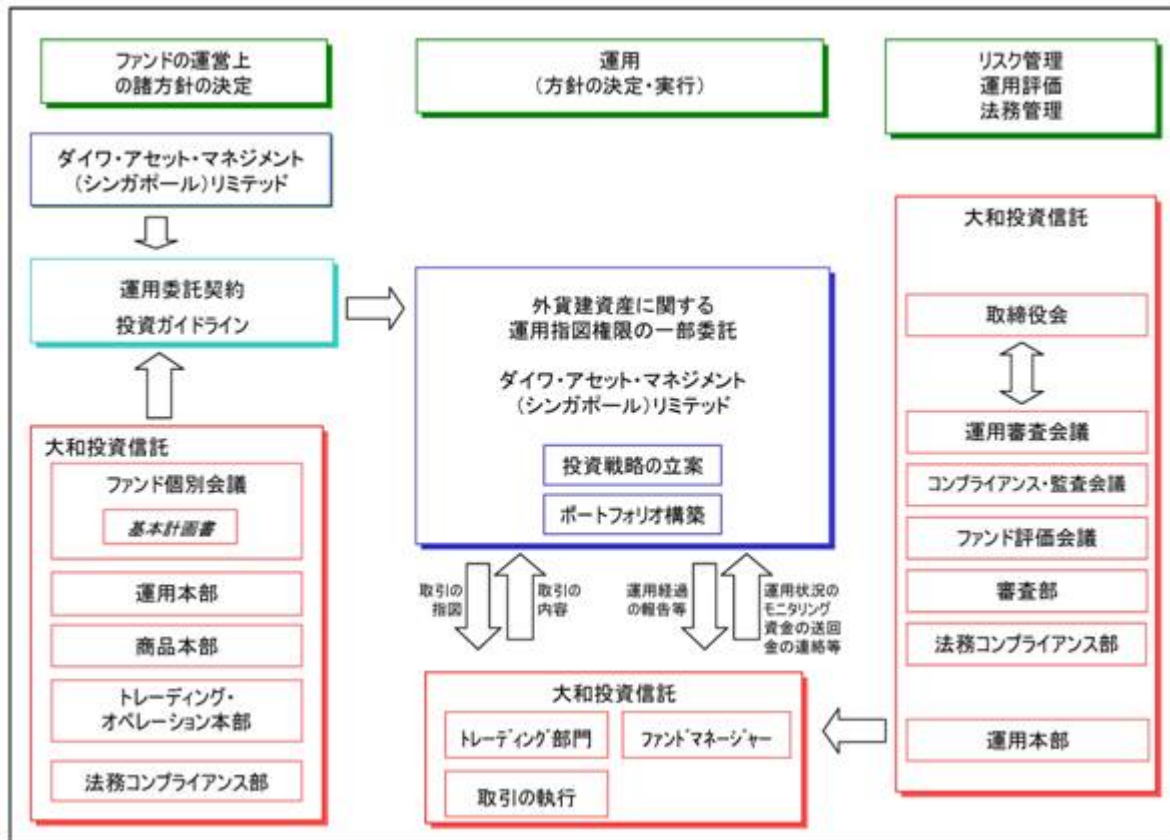 ファンドの運営上
の諸方針の決定
運用
(方針の決定・実行)
リスク管理
運用評価
法務管理
ダイワ・アセット・マネジメント
(シンガポール)リミテッド
運用委託契約
投資ガイドライン
大和投資信託
ファンド個別会議
基本計画書
運用本部
商品本部
トレーディング・
オペレーション本部
法務コンプライアンス部
外貨建資産に関する
運用指図権限の一部委託
ダイワ・アセット・マネジメント
(シンガポール)リミテッド
投資戦略の立案
ポートフォリオ構築
取引の
指図
取引の
内容
運用経過
の報告等
運用状況の
モニタリング
資金の送回
金の連絡等
大和投資信託
トレーディング部門
ファンドマネージャー
取引の執行
大和投資信託
取締役会
運用審査会議
コンプライアンス・監査会議
ファンド評価会議
審査部
法務コンプライアンス部
運用本部